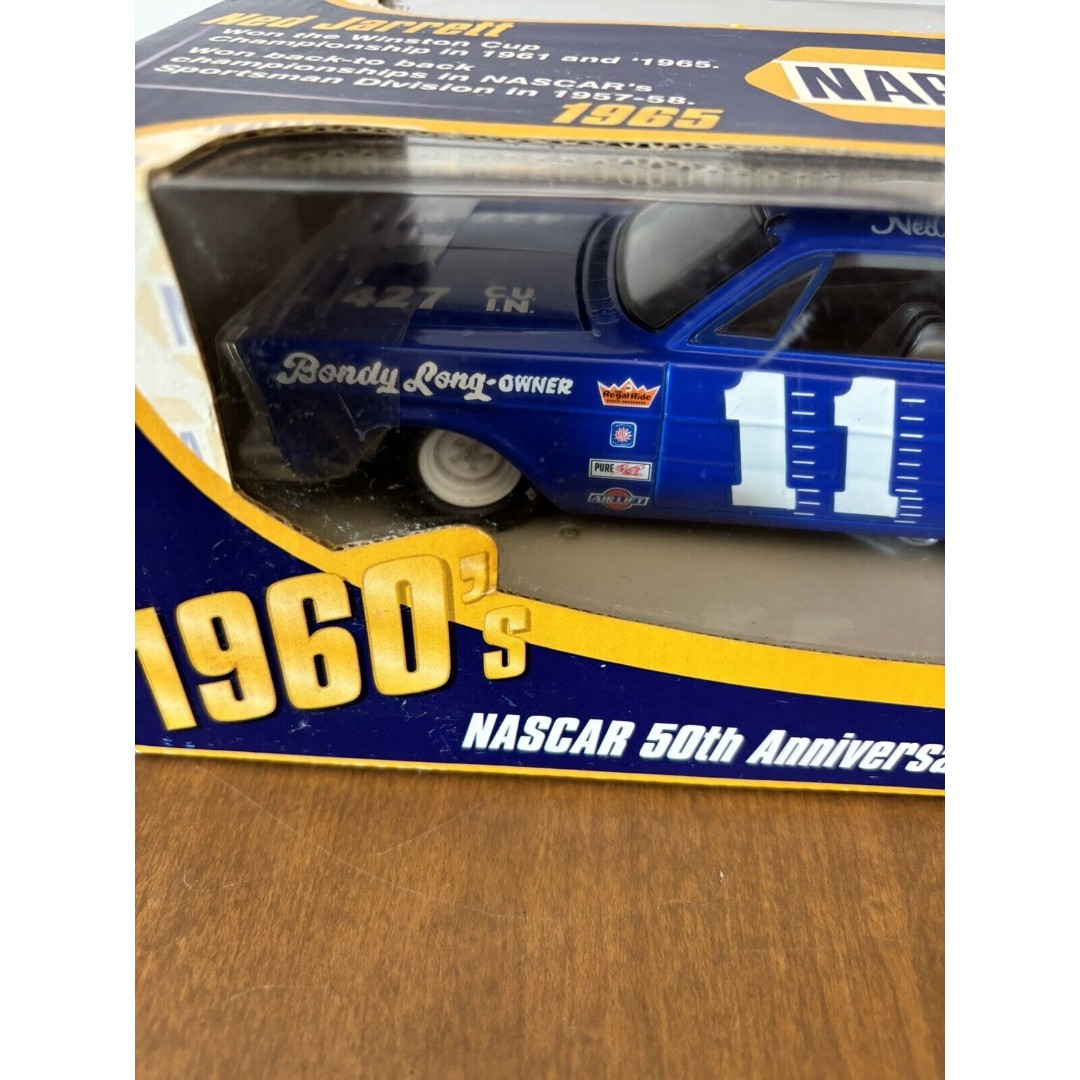 Ned Jarrett
Won the Winston Cup
Championship in 1961 and '1965.
Won back-to back
championships in NASCAR's
Sportsman Division in 1957-58.
1965
NAP
Ned
427 CU. IN.
Bondy Long-OWNER
Regal Ride
PURE
AIR LIFT
11
1960's
NASCAR 50th Anniversa